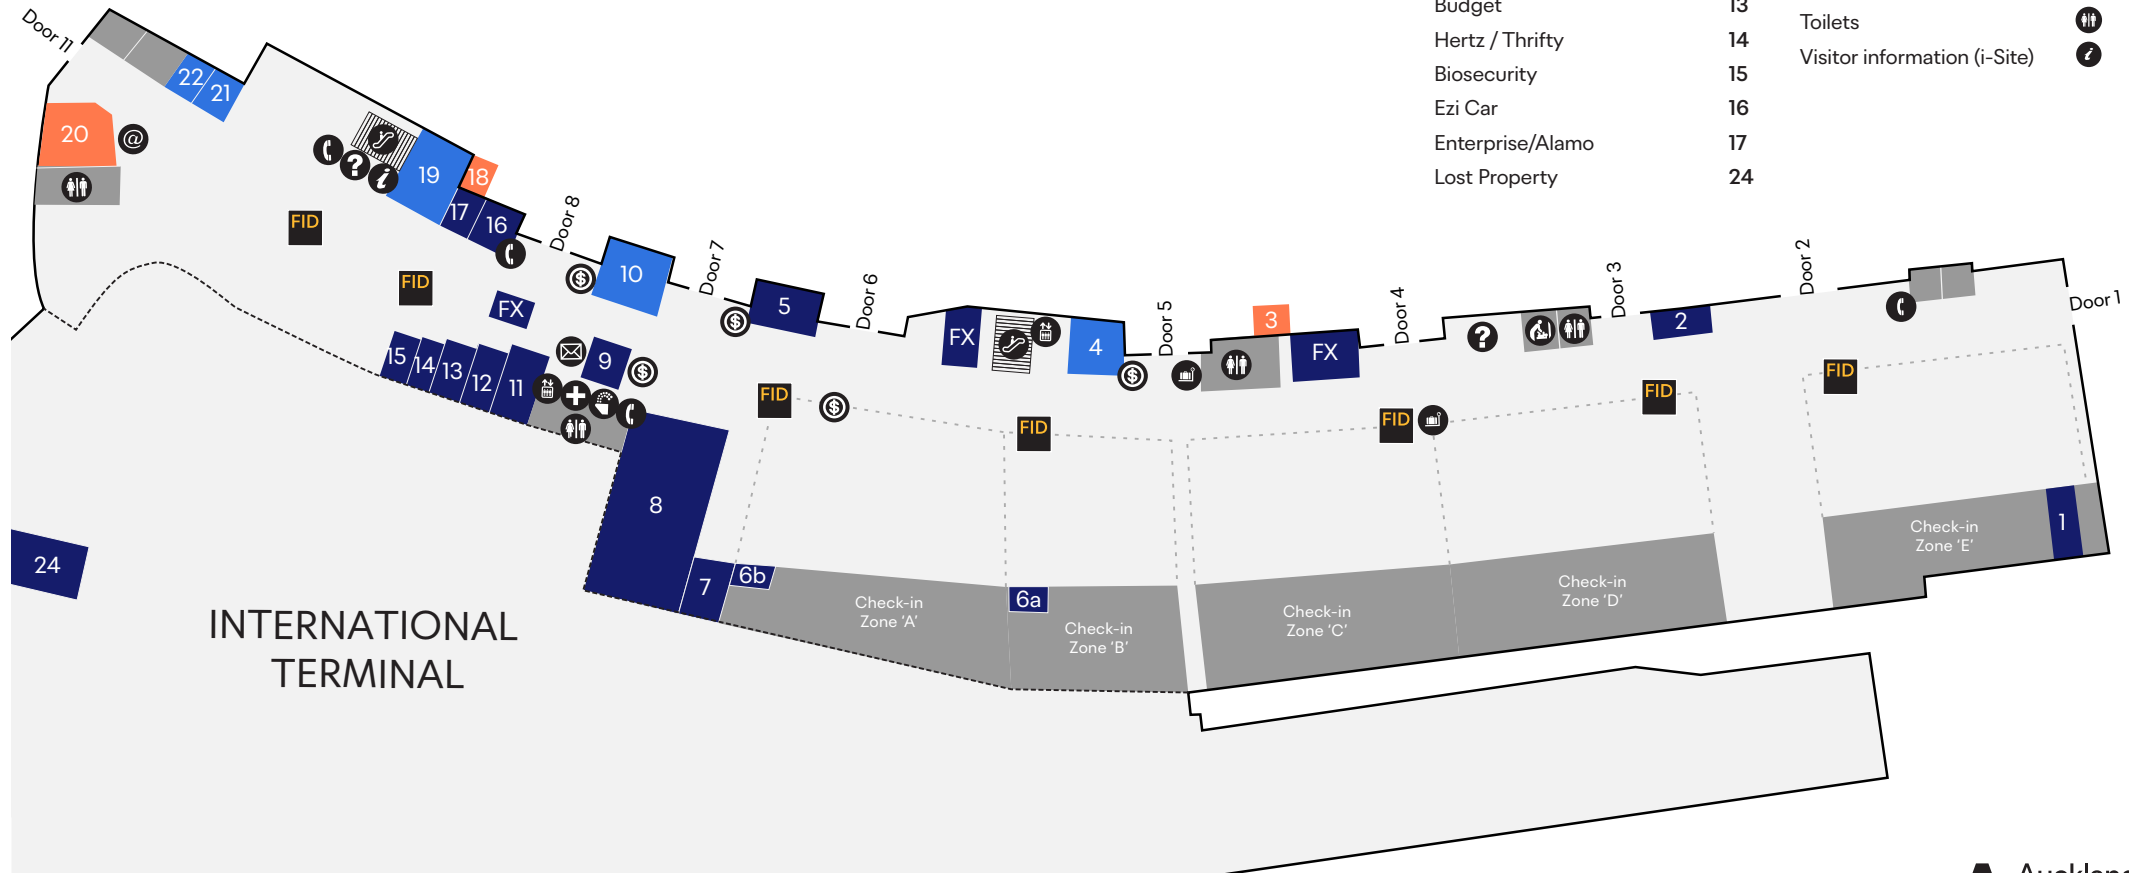 Budget 13
Toilets
Hertz / Thrifty 14
Visitor information (i-Site)
Biosecurity 15
Ezi Car 16
Enterprise/Alamo 17
Lost Property 24
Door 11
22
21
20
@
19
18
17
16
Door 8
FID
FID
FX
10
Door 7
5
Door 6
FX
4
Door 5
3
FX
Door 4
?
Door 3
2
Door 2
Door 1
?
i
$
$
$
$
$
15
14
13
12
11
9
FID
FID
FID
FID
FID
8
7
6b
6a
1
24
Check-in
Zone ‘A’
Check-in
Zone ‘B’
Check-in
Zone ‘C’
Check-in
Zone ‘D’
Check-in
Zone ‘E’
INTERNATIONAL
TERMINAL